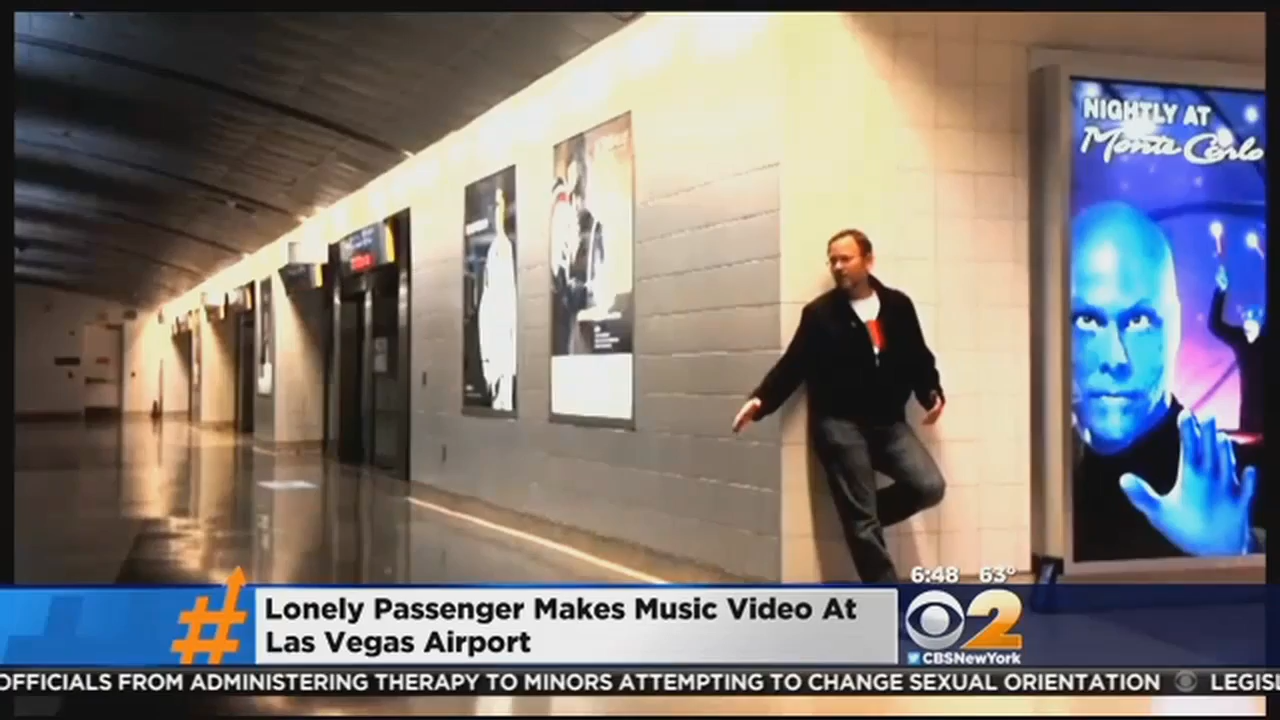 NIGHTLY AT
Monte Carlo
6:48 63°
#
Lonely Passenger Makes Music Video At
Las Vegas Airport
2
CBSNewYork
OFFICIALS FROM ADMINISTERING THERAPY TO MINORS ATTEMPTING TO CHANGE SEXUAL ORIENTATION LEGISL